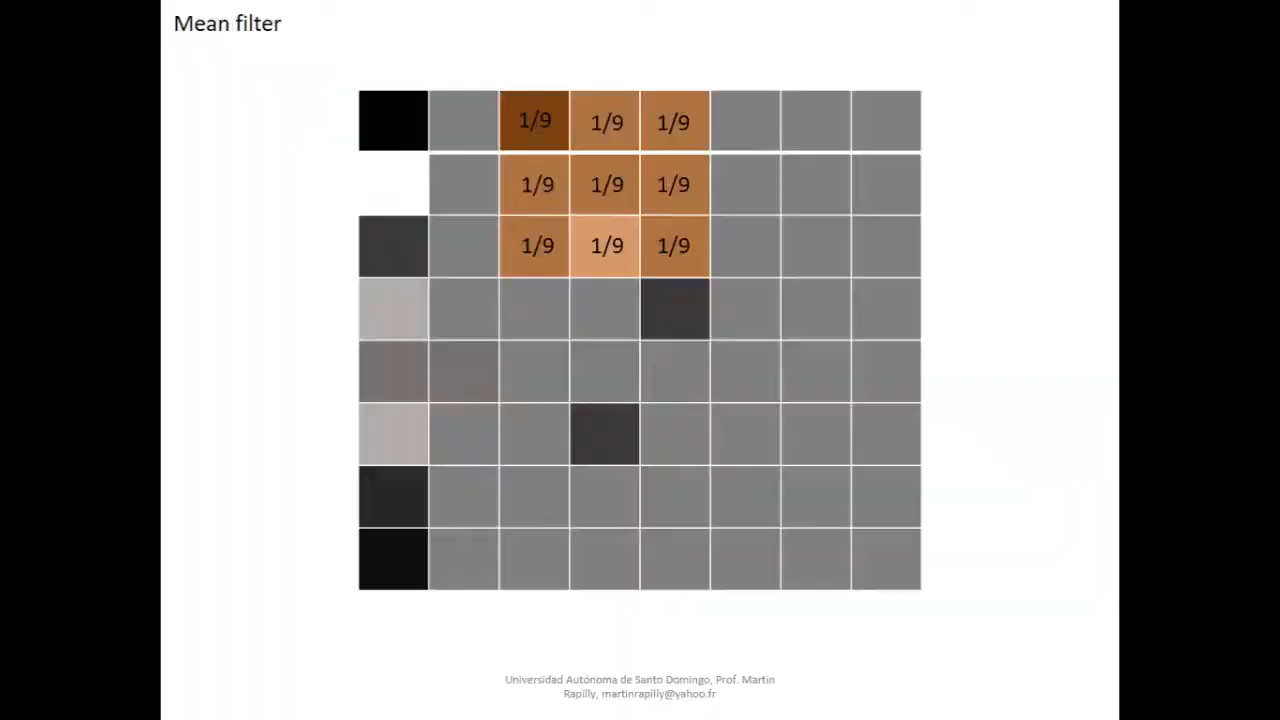 Mean filter
1/9 1/9 1/9
1/9 1/9 1/9
1/9 1/9 1/9
Universidad Autónoma de Santo Domingo, Prof. Martin
Rapilly, martinrapilly@yahoo.fr